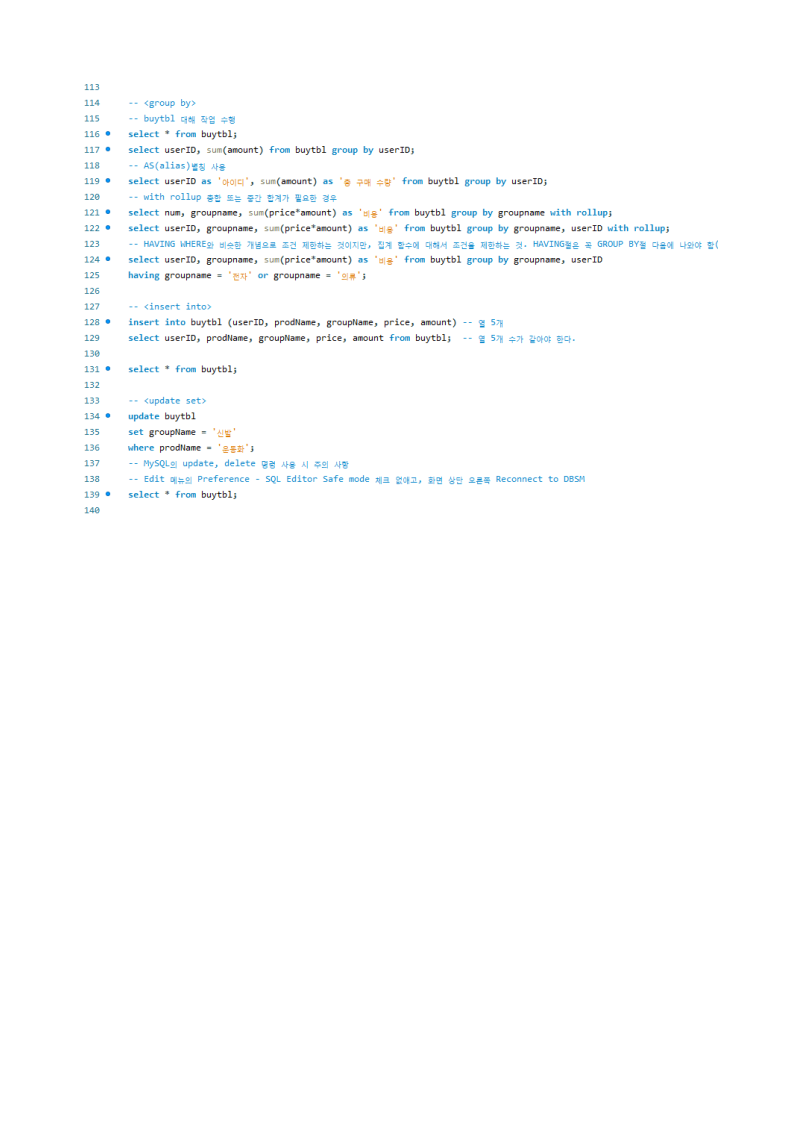 113
114 -- <group by>
115 -- buytbl 대해 작업 수행
116 select * from buytbl;
117 select userID, sum(amount) from buytbl group by userID;
118 -- AS(alias)별칭 사용
119 select userID as '아이디', sum(amount) as '총 구매 수량' from buytbl group by userID;
120 -- with rollup 총합 또는 중간 합계가 필요한 경우
121 select num, groupname, sum(price*amount) as '비용' from buytbl group by groupname with rollup;
122 select userID, groupname, sum(price*amount) as '비용' from buytbl group by groupname, userID with rollup;
123 -- HAVING WHERE와 비슷한 개념으로 조건 제한하는 것이지만, 집계 함수에 대해서 조건을 제한하는 것. HAVING절은 꼭 GROUP BY절 다음에 나와야 함(
124 select userID, groupname, sum(price*amount) as '비용' from buytbl group by groupname, userID
125 having groupname = '전자' or groupname = '의류';
126
127 -- <insert into>
128 insert into buytbl (userID, prodName, groupName, price, amount) -- 열 5개
129 select userID, prodName, groupName, price, amount from buytbl; -- 열 5개 수가 같아야 한다.
130
131 select * from buytbl;
132
133 -- <update set>
134 update buytbl
135 set groupName = '신발'
136 where prodName = '운동화';
137 -- MySQL의 update, delete 명령 사용 시 주의 사항
138 -- Edit 메뉴의 Preference - SQL Editor Safe mode 체크 없애고, 화면 상단 오른쪽 Reconnect to DBSM
139 select * from buytbl;
140